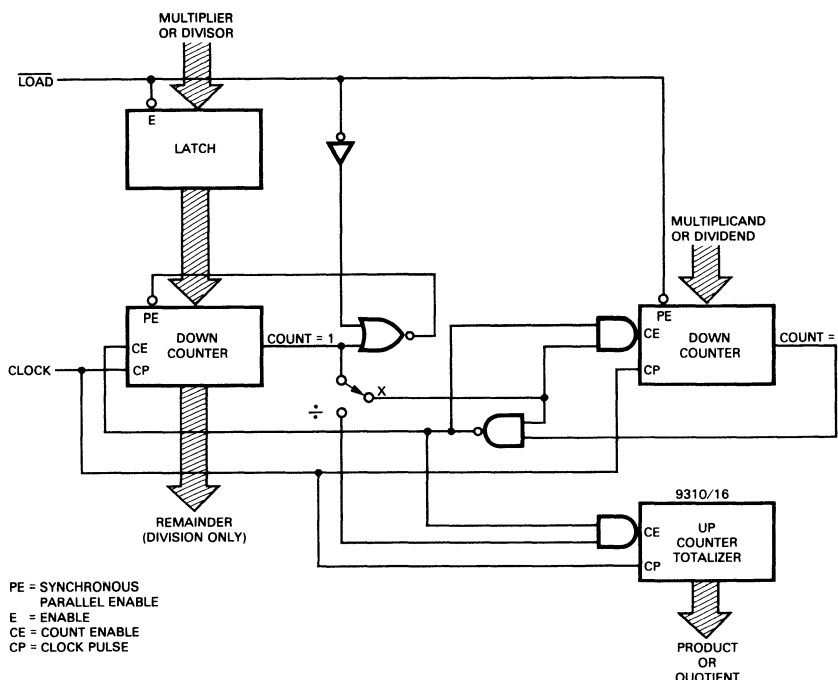 MULTIPLIER
OR DIVISOR
LOAD
E
LATCH
MULTIPLICAND
OR DIVIDEND
PE
DOWN
COUNTER
CE
CP
COUNT = 1
CLOCK
PE
CE
DOWN
COUNTER
CP
COUNT =
X
÷
REMAINDER
(DIVISION ONLY)
9310/16
CE
UP
COUNTER
TOTALIZER
CP
PE = SYNCHRONOUS
PARALLEL ENABLE
E = ENABLE
CE = COUNT ENABLE
CP = CLOCK PULSE
PRODUCT
OR
QUOTIENT